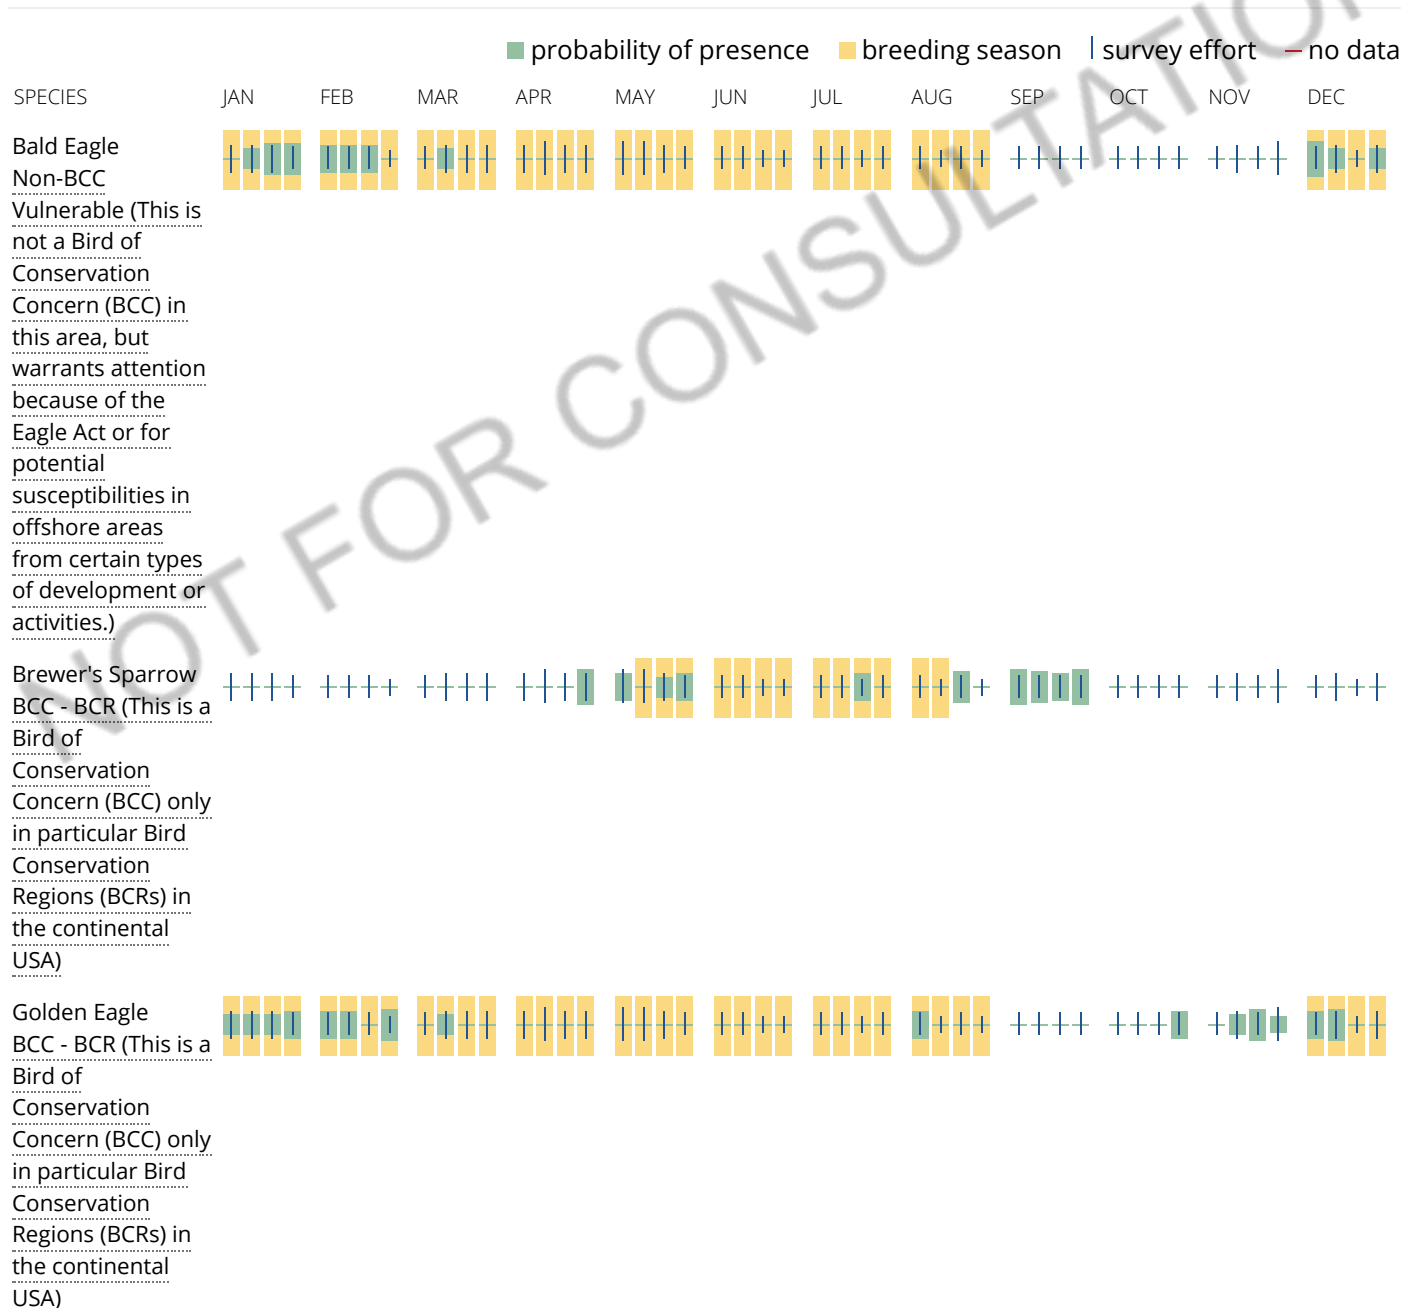 probability of presence breeding season survey effort no data
SPECIES JAN FEB MAR APR MAY JUN JUL AUG SEP OCT NOV DEC
Bald Eagle
Non-BCC
Vulnerable (This is
not a Bird of
Conservation
Concern (BCC) in
this area, but
warrants attention
because of the
Eagle Act or for
potential
susceptibilities in
offshore areas
from certain types
of development or
activities.)
Brewer's Sparrow
BCC - BCR (This is a
Bird of
Conservation
Concern (BCC) only
in particular Bird
Conservation
Regions (BCRs) in
the continental
USA)
Golden Eagle
BCC - BCR (This is a
Bird of
Conservation
Concern (BCC) only
in particular Bird
Conservation
Regions (BCRs) in
the continental
USA)
NOT FOR CONSULTATION